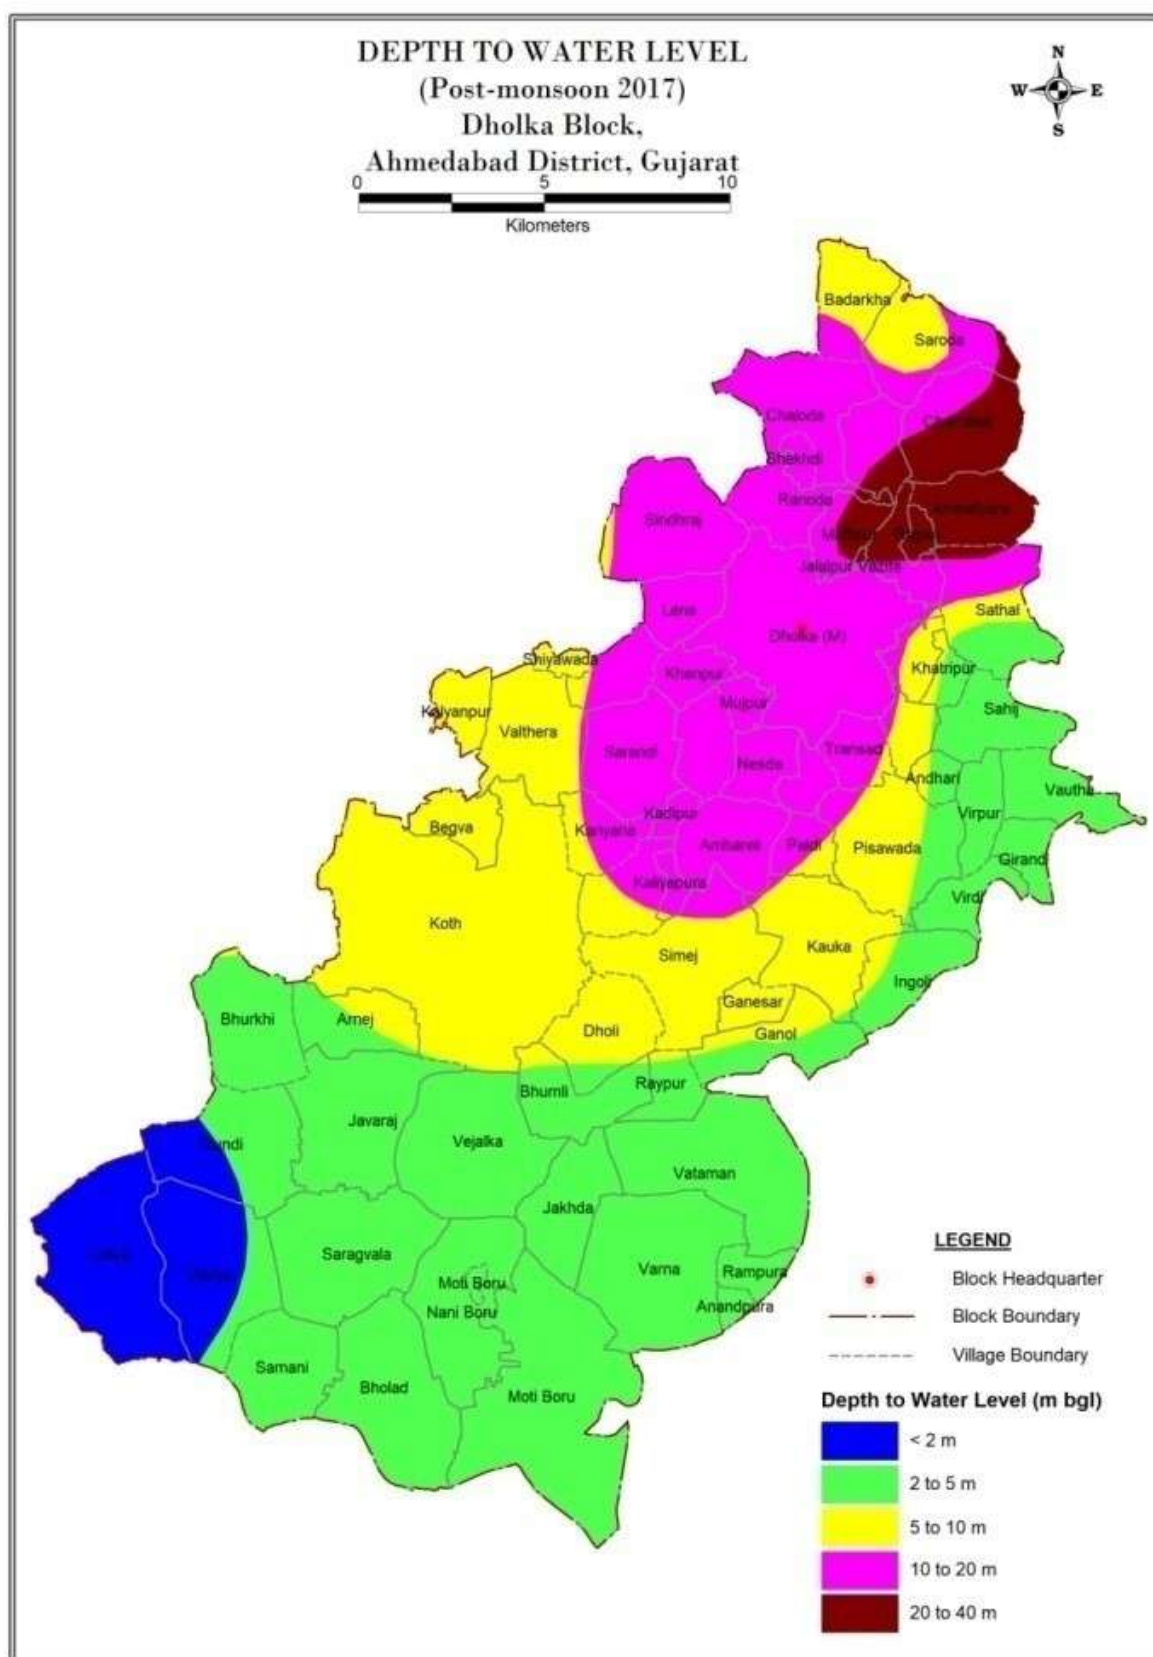 DEPTH TO WATER LEVEL
(Post-monsoon 2017)
Dholka Block,
Ahmedabad District, Gujarat
0 5 10
Kilometers
N
W E
S
Badarkha
Saroda
Chaloda
Bhekhdi
Ranoda
Sindhraj
Jalalpur Vazifa
Lana
Sathal
Dholka (M)
Shiyawada
Khatripur
Khanpur
Kalyanpur
Mujpur
Sahij
Valthera
Sarandi
Nesda
Transad
Andhari
Vautha
Begva
Kadipur
Virpur
Kariyana
Ambareli
Paldi
Pisawada
Girand
Kaliyapura
Virdi
Koth
Kauka
Simej
Ingoli
Ganesar
Bhurkhi
Arnej
Dholi
Ganol
Bhumli
Raypur
Javaraj
Vejalka
Vataman
Jakhda
Saragvala
Varna
Rampura
Moti Boru
Nani Boru
Anandpura
Samani
Bholad
Moti Boru
LEGEND
Block Headquarter
Block Boundary
Village Boundary
Depth to Water Level (m bgl)
< 2 m
2 to 5 m
5 to 10 m
10 to 20 m
20 to 40 m